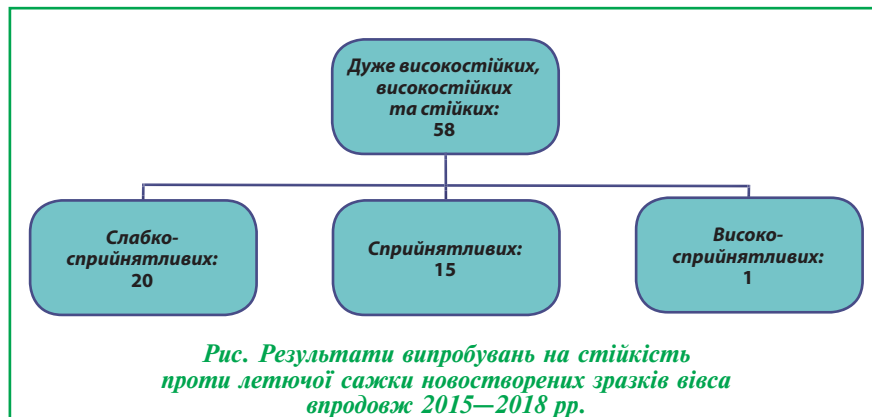 Дуже високостійких,
високостійких
та стійких:
58
Слабко-
сприйнятливих:
20
Сприйнятливих:
15
Високо-
сприйнятливих:
1
Рис. Результати випробувань на стійкість
проти летючої сажки новостворених зразків вівса
впродовж 2015—2018 рр.